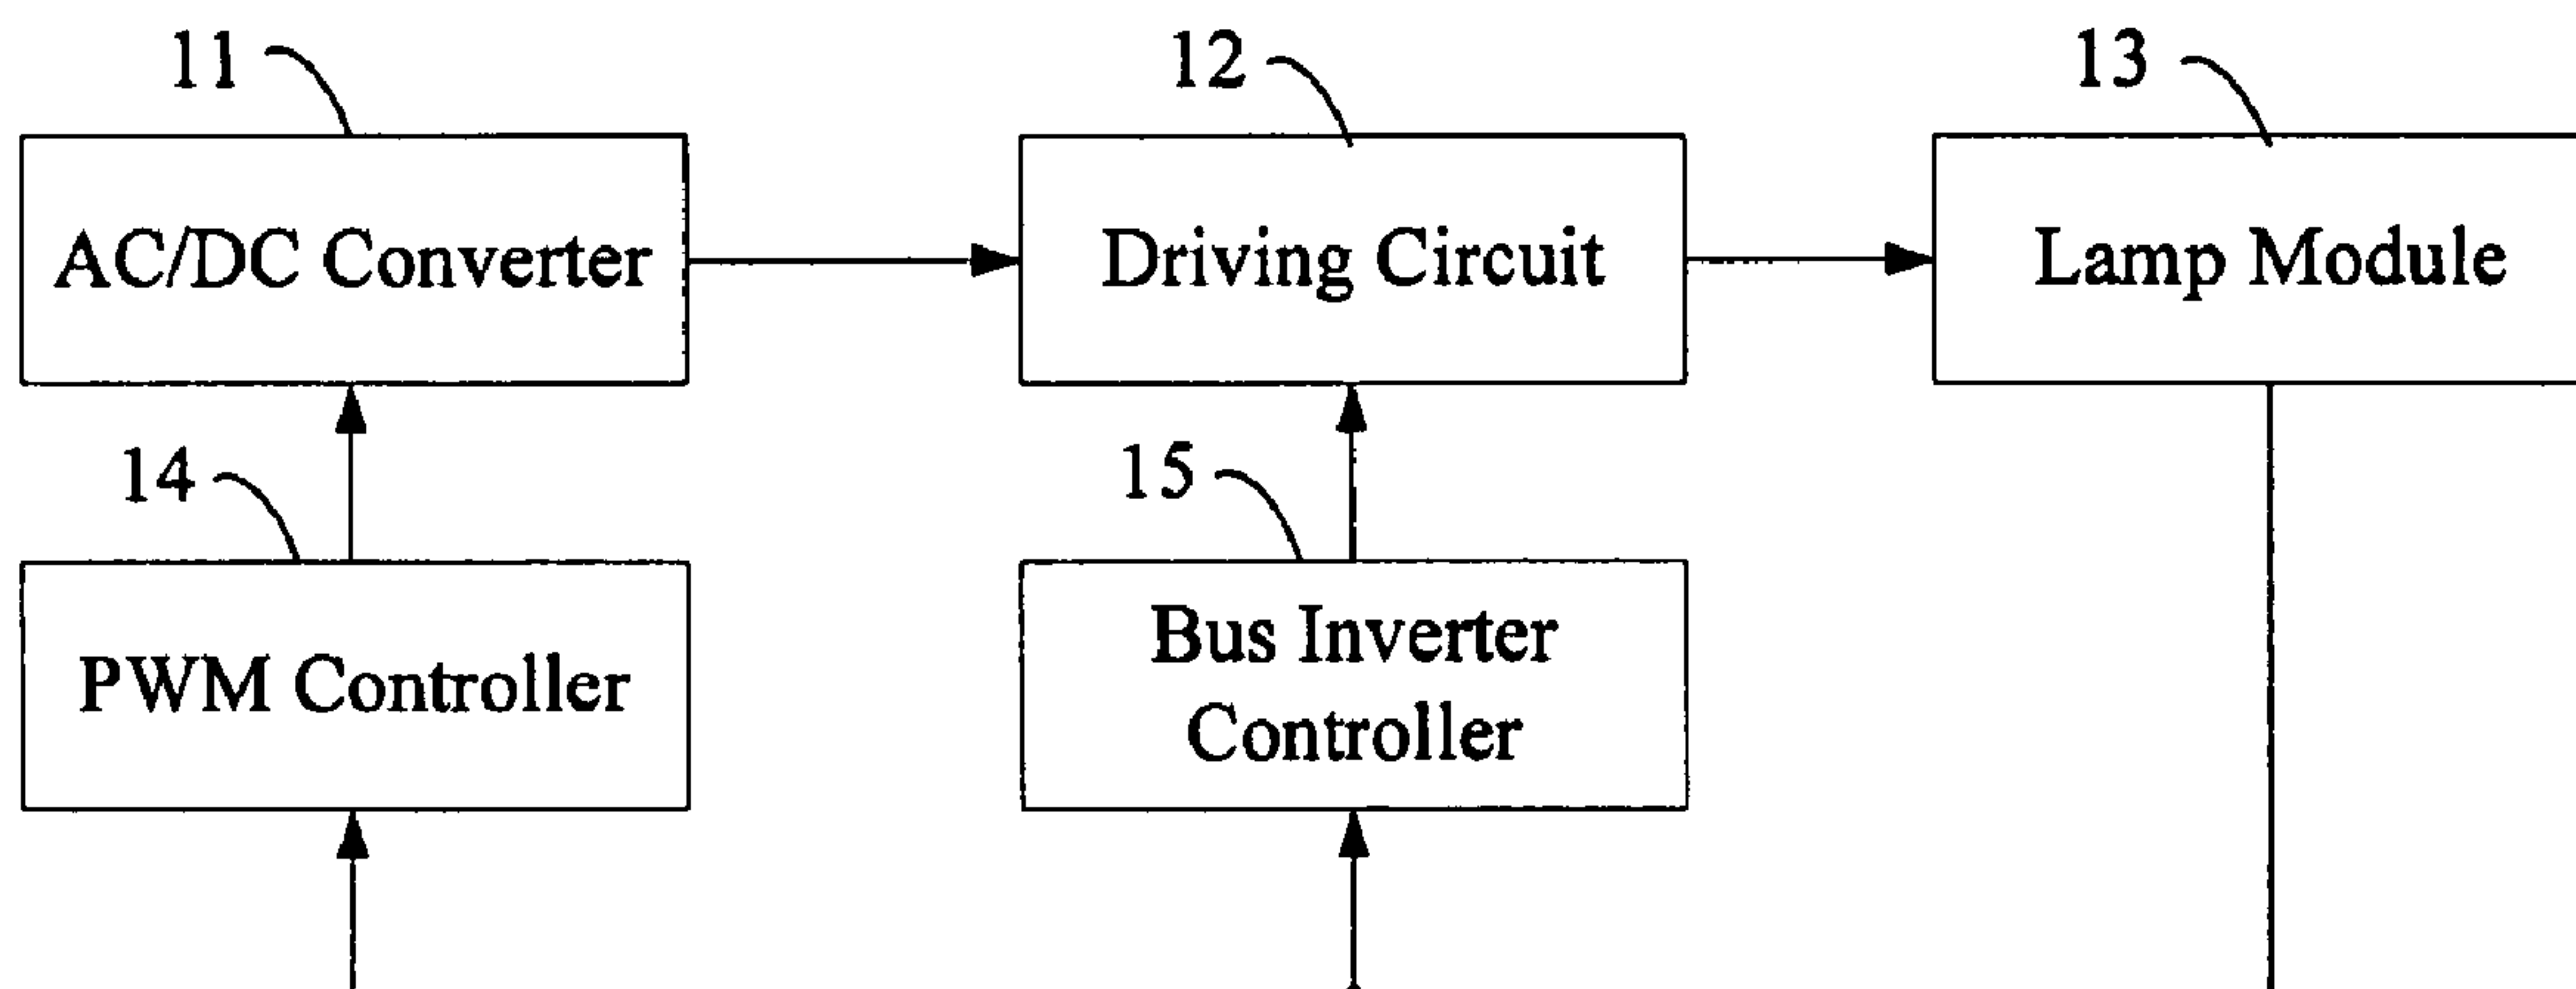 11
12
13
AC/DC Converter
Driving Circuit
Lamp Module
14
15
PWM Controller
Bus Inverter
Controller